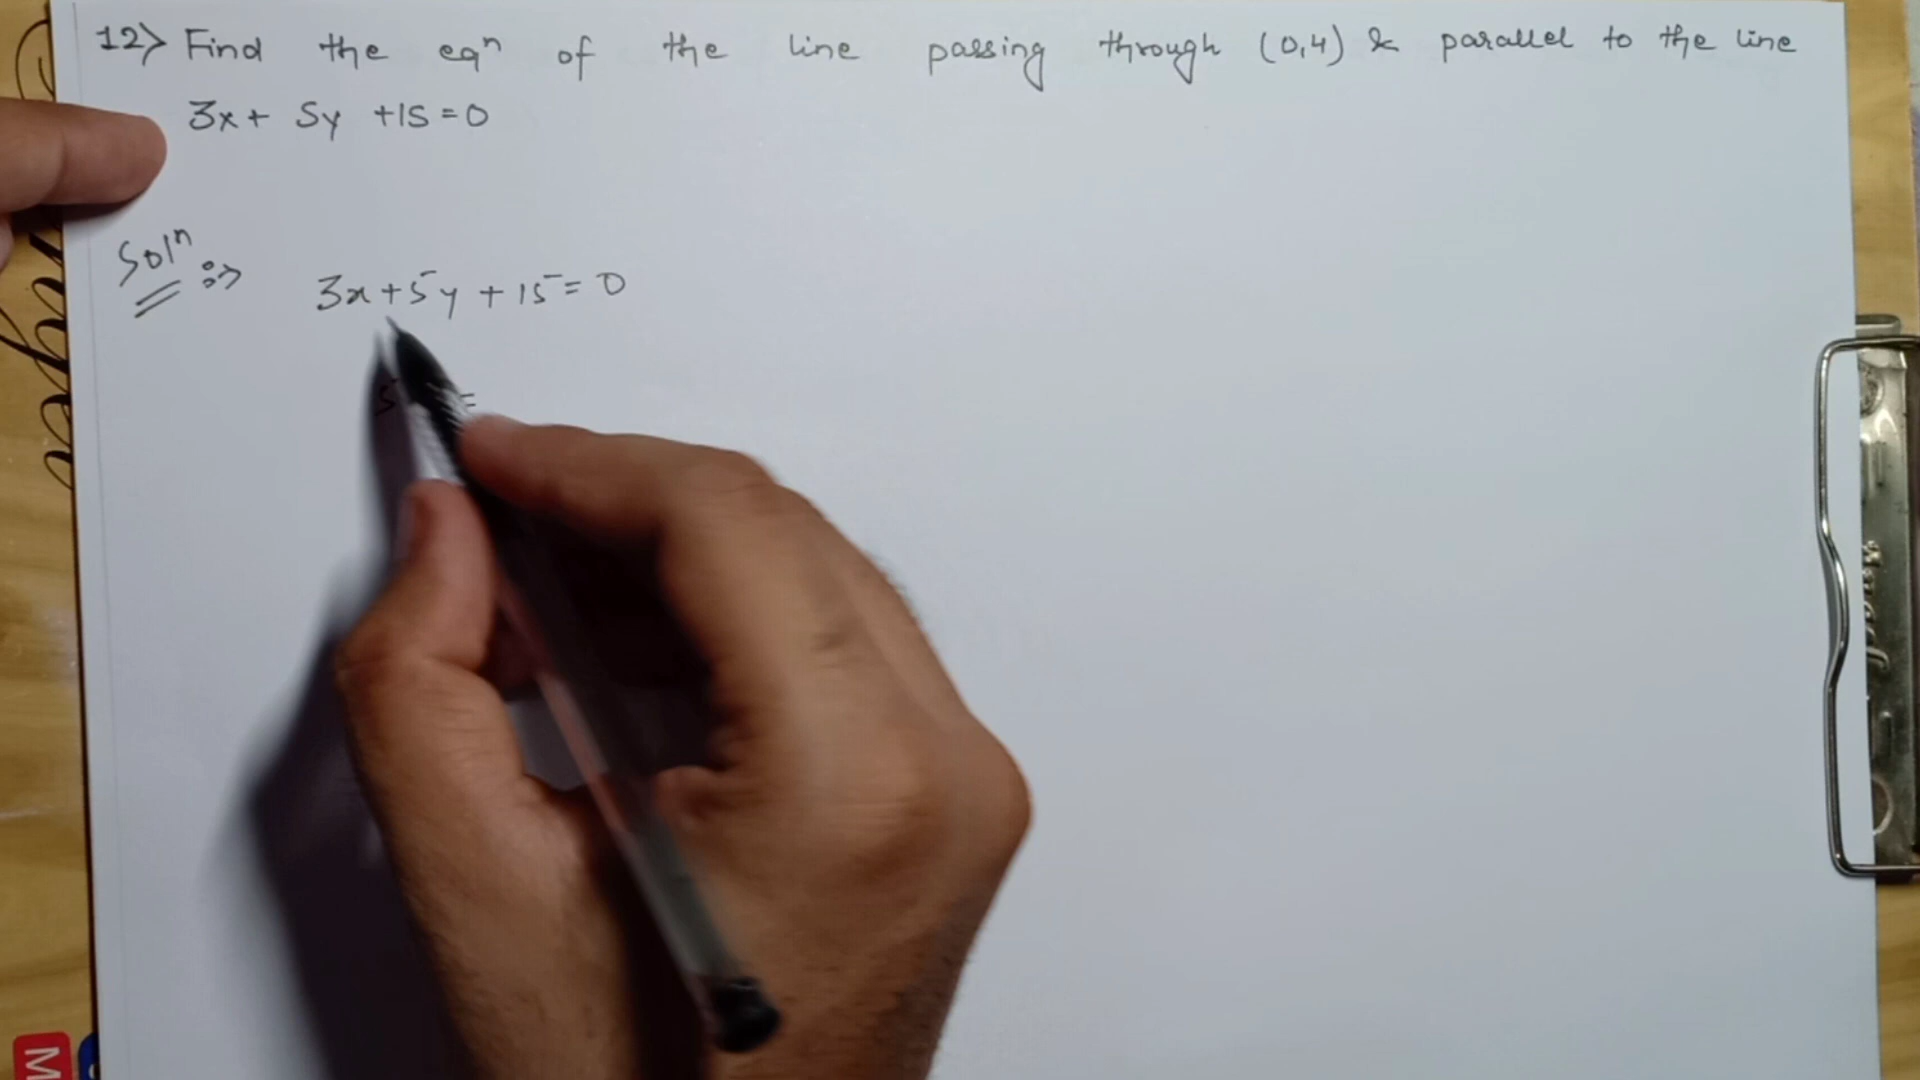 12> Find the eqⁿ of the line passing through (0,4) & parallel to the line
3x + 5y + 15 = 0
Solⁿ :>
3x + 5y + 15 = 0
5 =
M